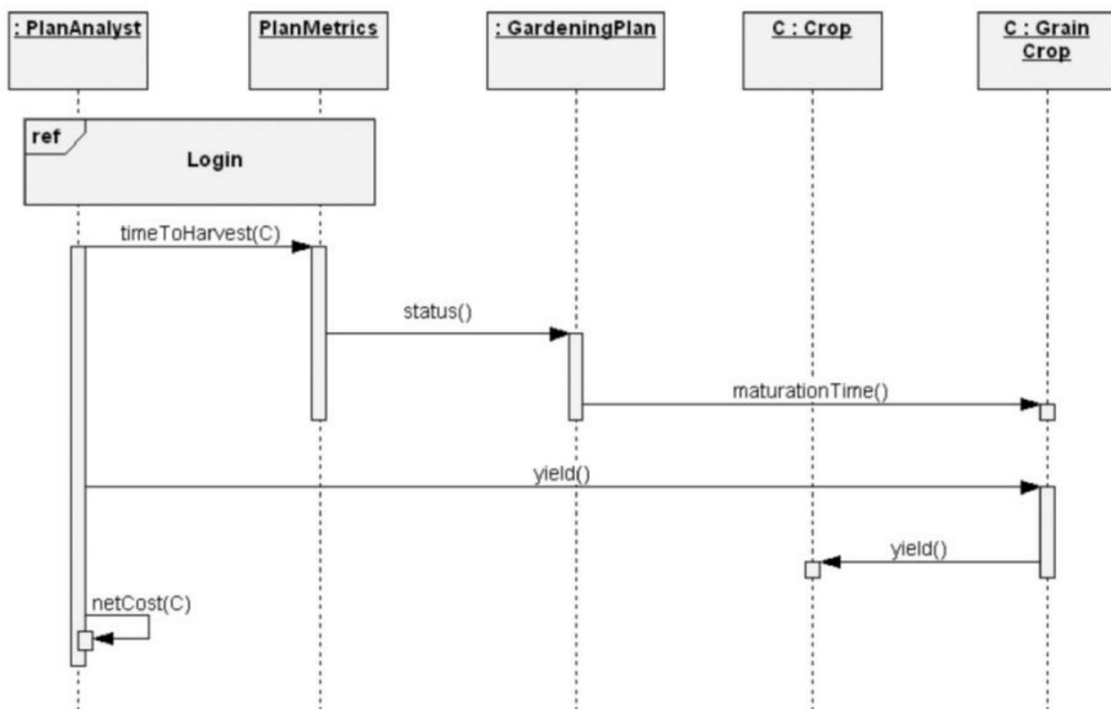 : PlanAnalyst
PlanMetrics
: GardeningPlan
C : Crop
C : Grain
Crop
ref
Login
timeToHarvest(C)
status()
maturationTime()
yield()
yield()
netCost(C)